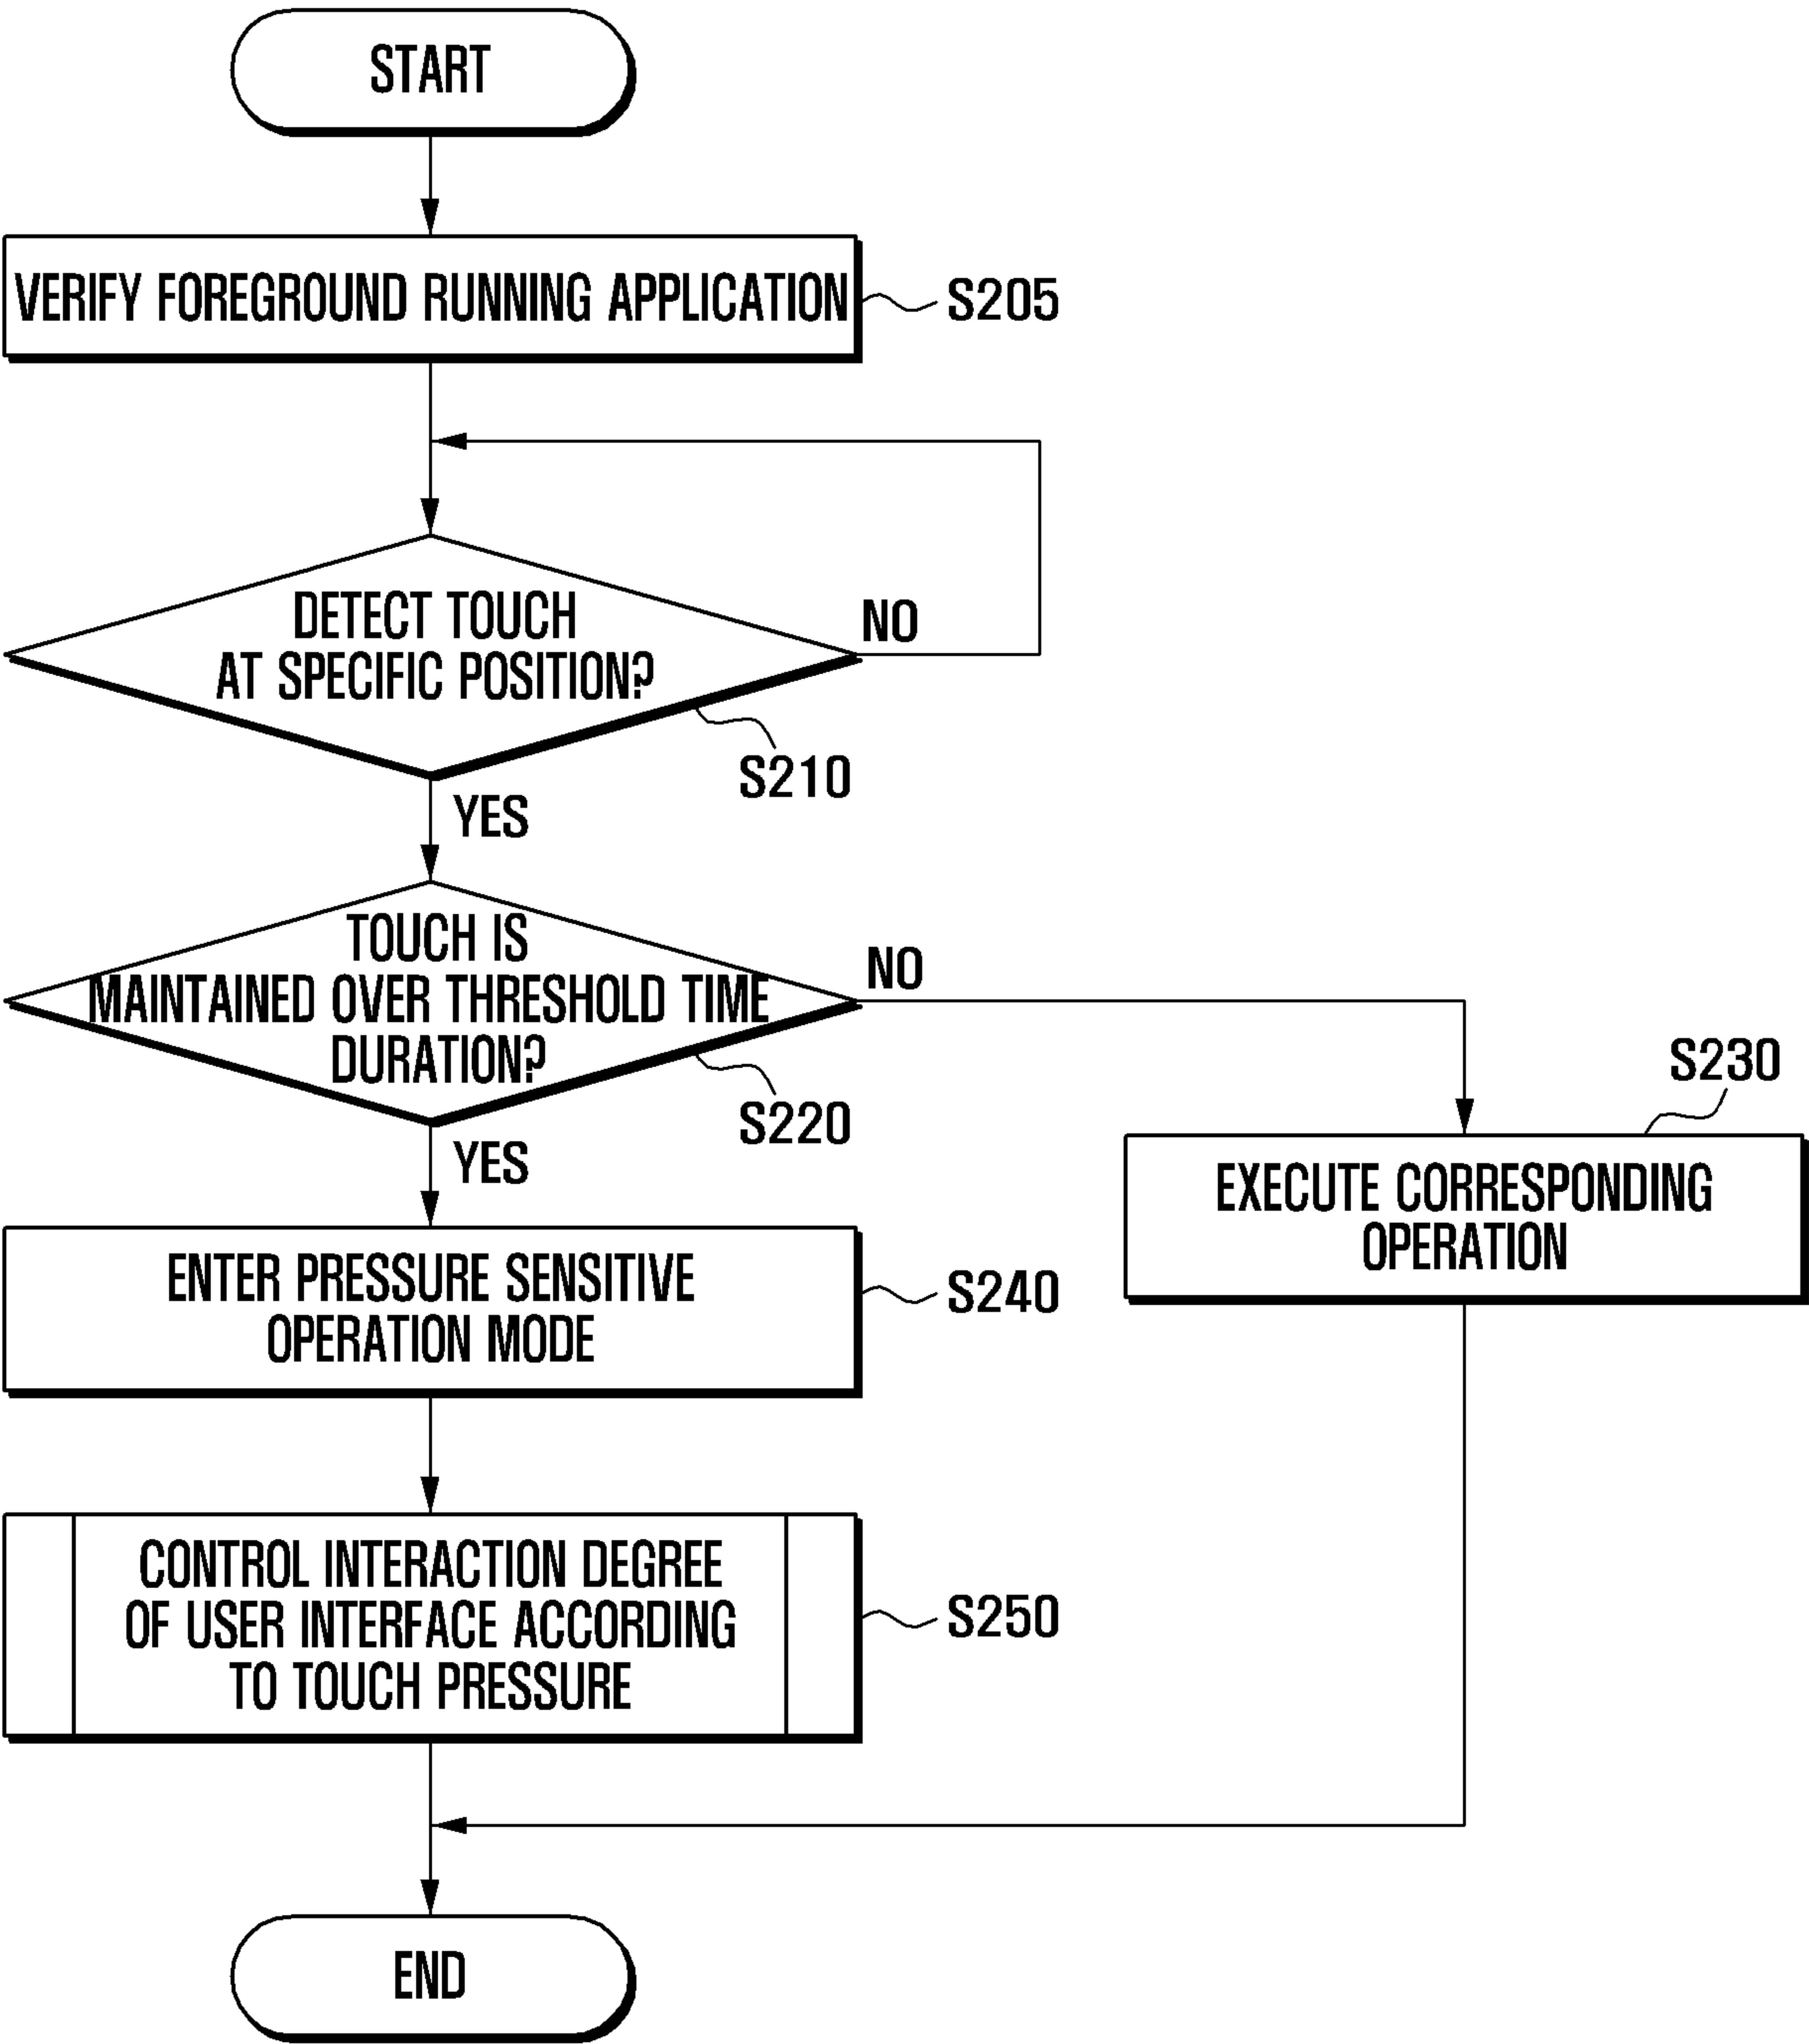 START
VERIFY FOREGROUND RUNNING APPLICATION
S205
DETECT TOUCH
AT SPECIFIC POSITION?
NO
S210
YES
TOUCH IS
MAINTAINED OVER THRESHOLD TIME
DURATION?
NO
S220
YES
S230
EXECUTE CORRESPONDING
OPERATION
ENTER PRESSURE SENSITIVE
OPERATION MODE
S240
CONTROL INTERACTION DEGREE
OF USER INTERFACE ACCORDING
TO TOUCH PRESSURE
S250
END